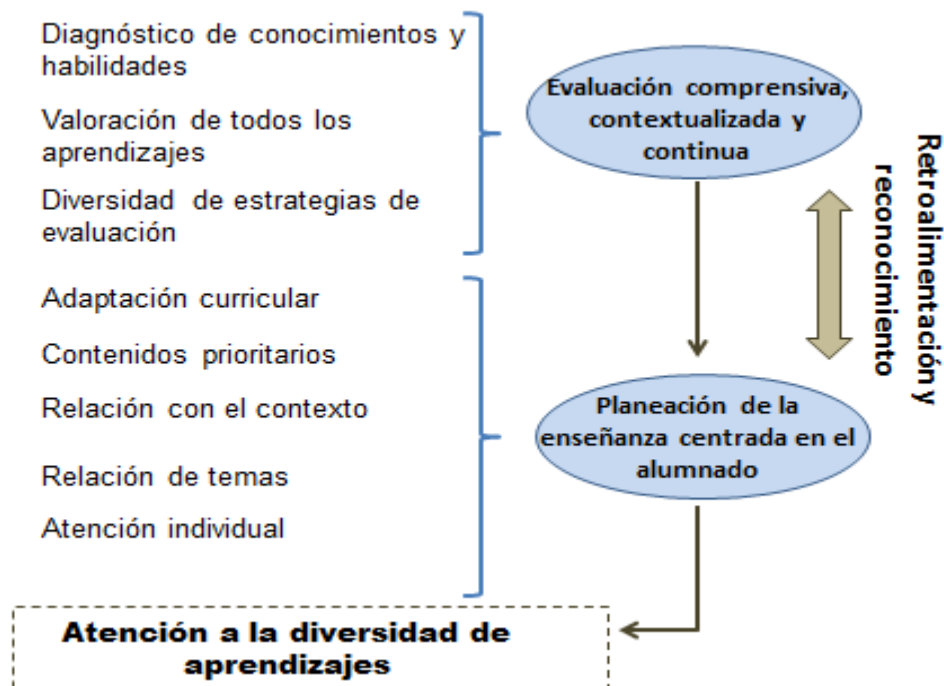 Diagnóstico de conocimientos y
habilidades
Valoración de todos los
aprendizajes
Diversidad de estrategias de
evaluación
Evaluación comprensiva,
contextualizada y
continua
Retroalimentación y
reconocimiento
Adaptación curricular
Contenidos prioritarios
Relación con el contexto
Relación de temas
Atención individual
Planeación de la
enseñanza centrada en el
alumnado
Atención a la diversidad de
aprendizajes